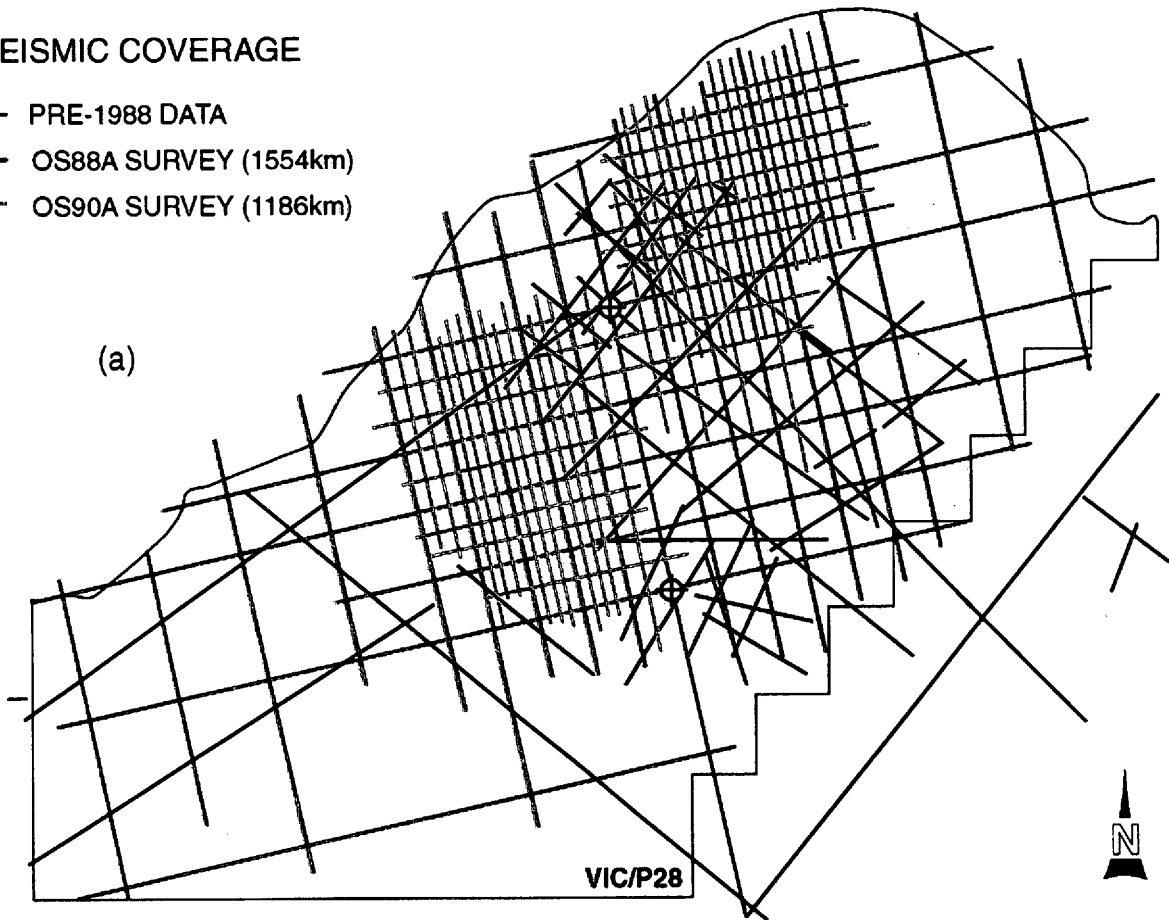 EISMIC COVERAGE
- PRE-1988 DATA
- OS88A SURVEY (1554km)
- OS90A SURVEY (1186km)
(a)
VIC/P28
N